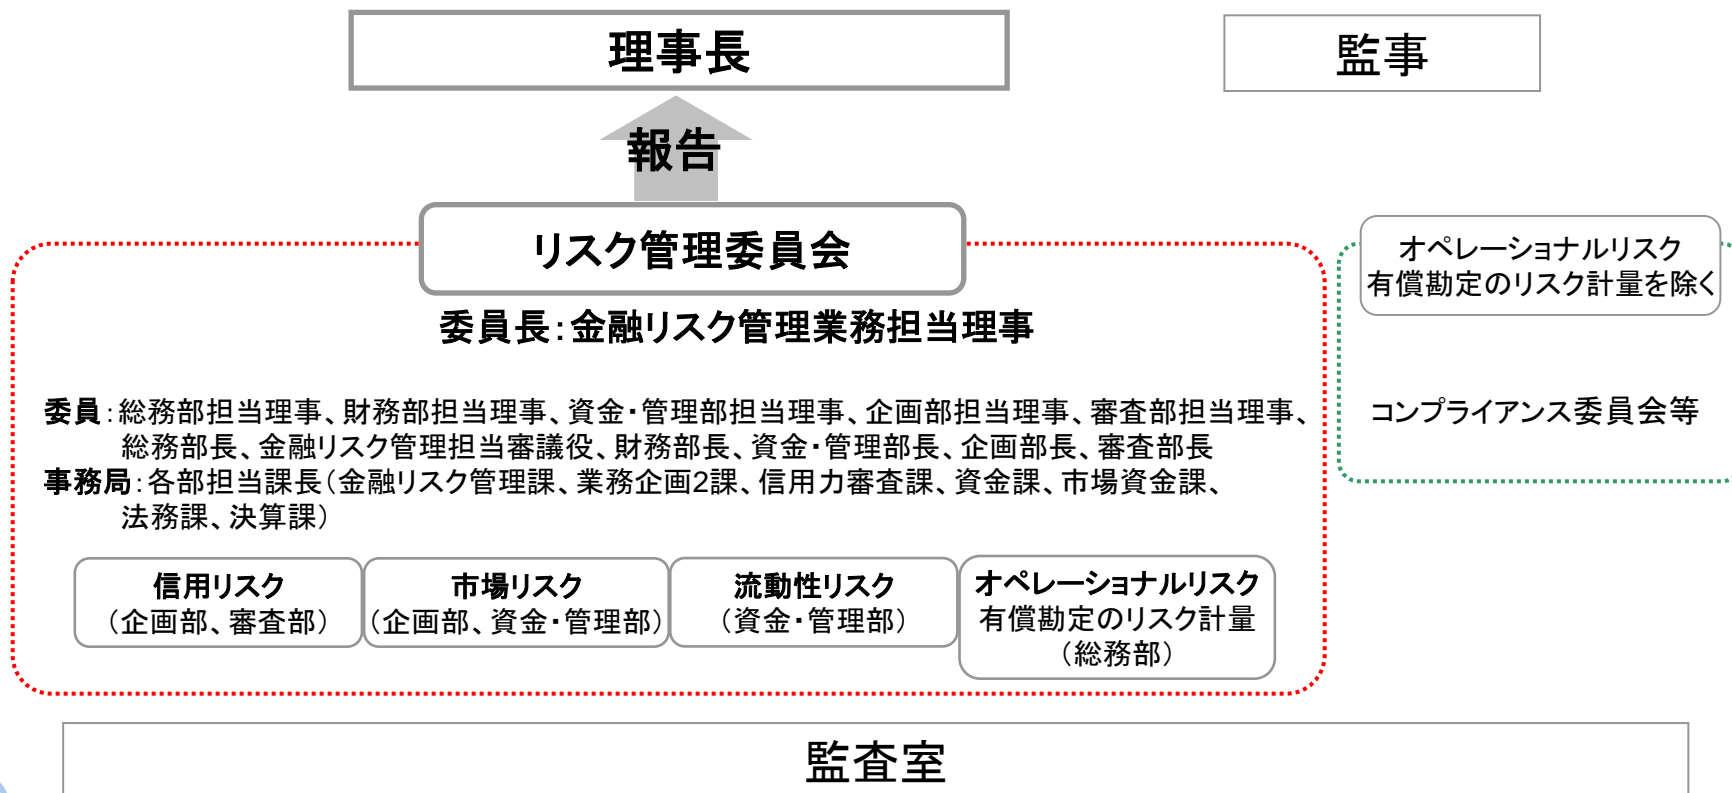 理事長
監事
報告
リスク管理委員会
委員長：金融リスク管理業務担当理事
委員：総務部担当理事、財務部担当理事、資金・管理部担当理事、企画部担当理事、審査部担当理事、
総務部長、金融リスク管理担当審議役、財務部長、資金・管理部長、企画部長、審査部長
事務局：各部担当課長（金融リスク管理課、業務企画2課、信用力審査課、資金課、市場資金課、
法務課、決算課）
信用リスク
（企画部、審査部）
市場リスク
（企画部、資金・管理部）
流動性リスク
（資金・管理部）
オペレーショナルリスク
有償勘定のリスク計量
（総務部）
オペレーショナルリスク
有償勘定のリスク計量を除く
コンプライアンス委員会等
監査室